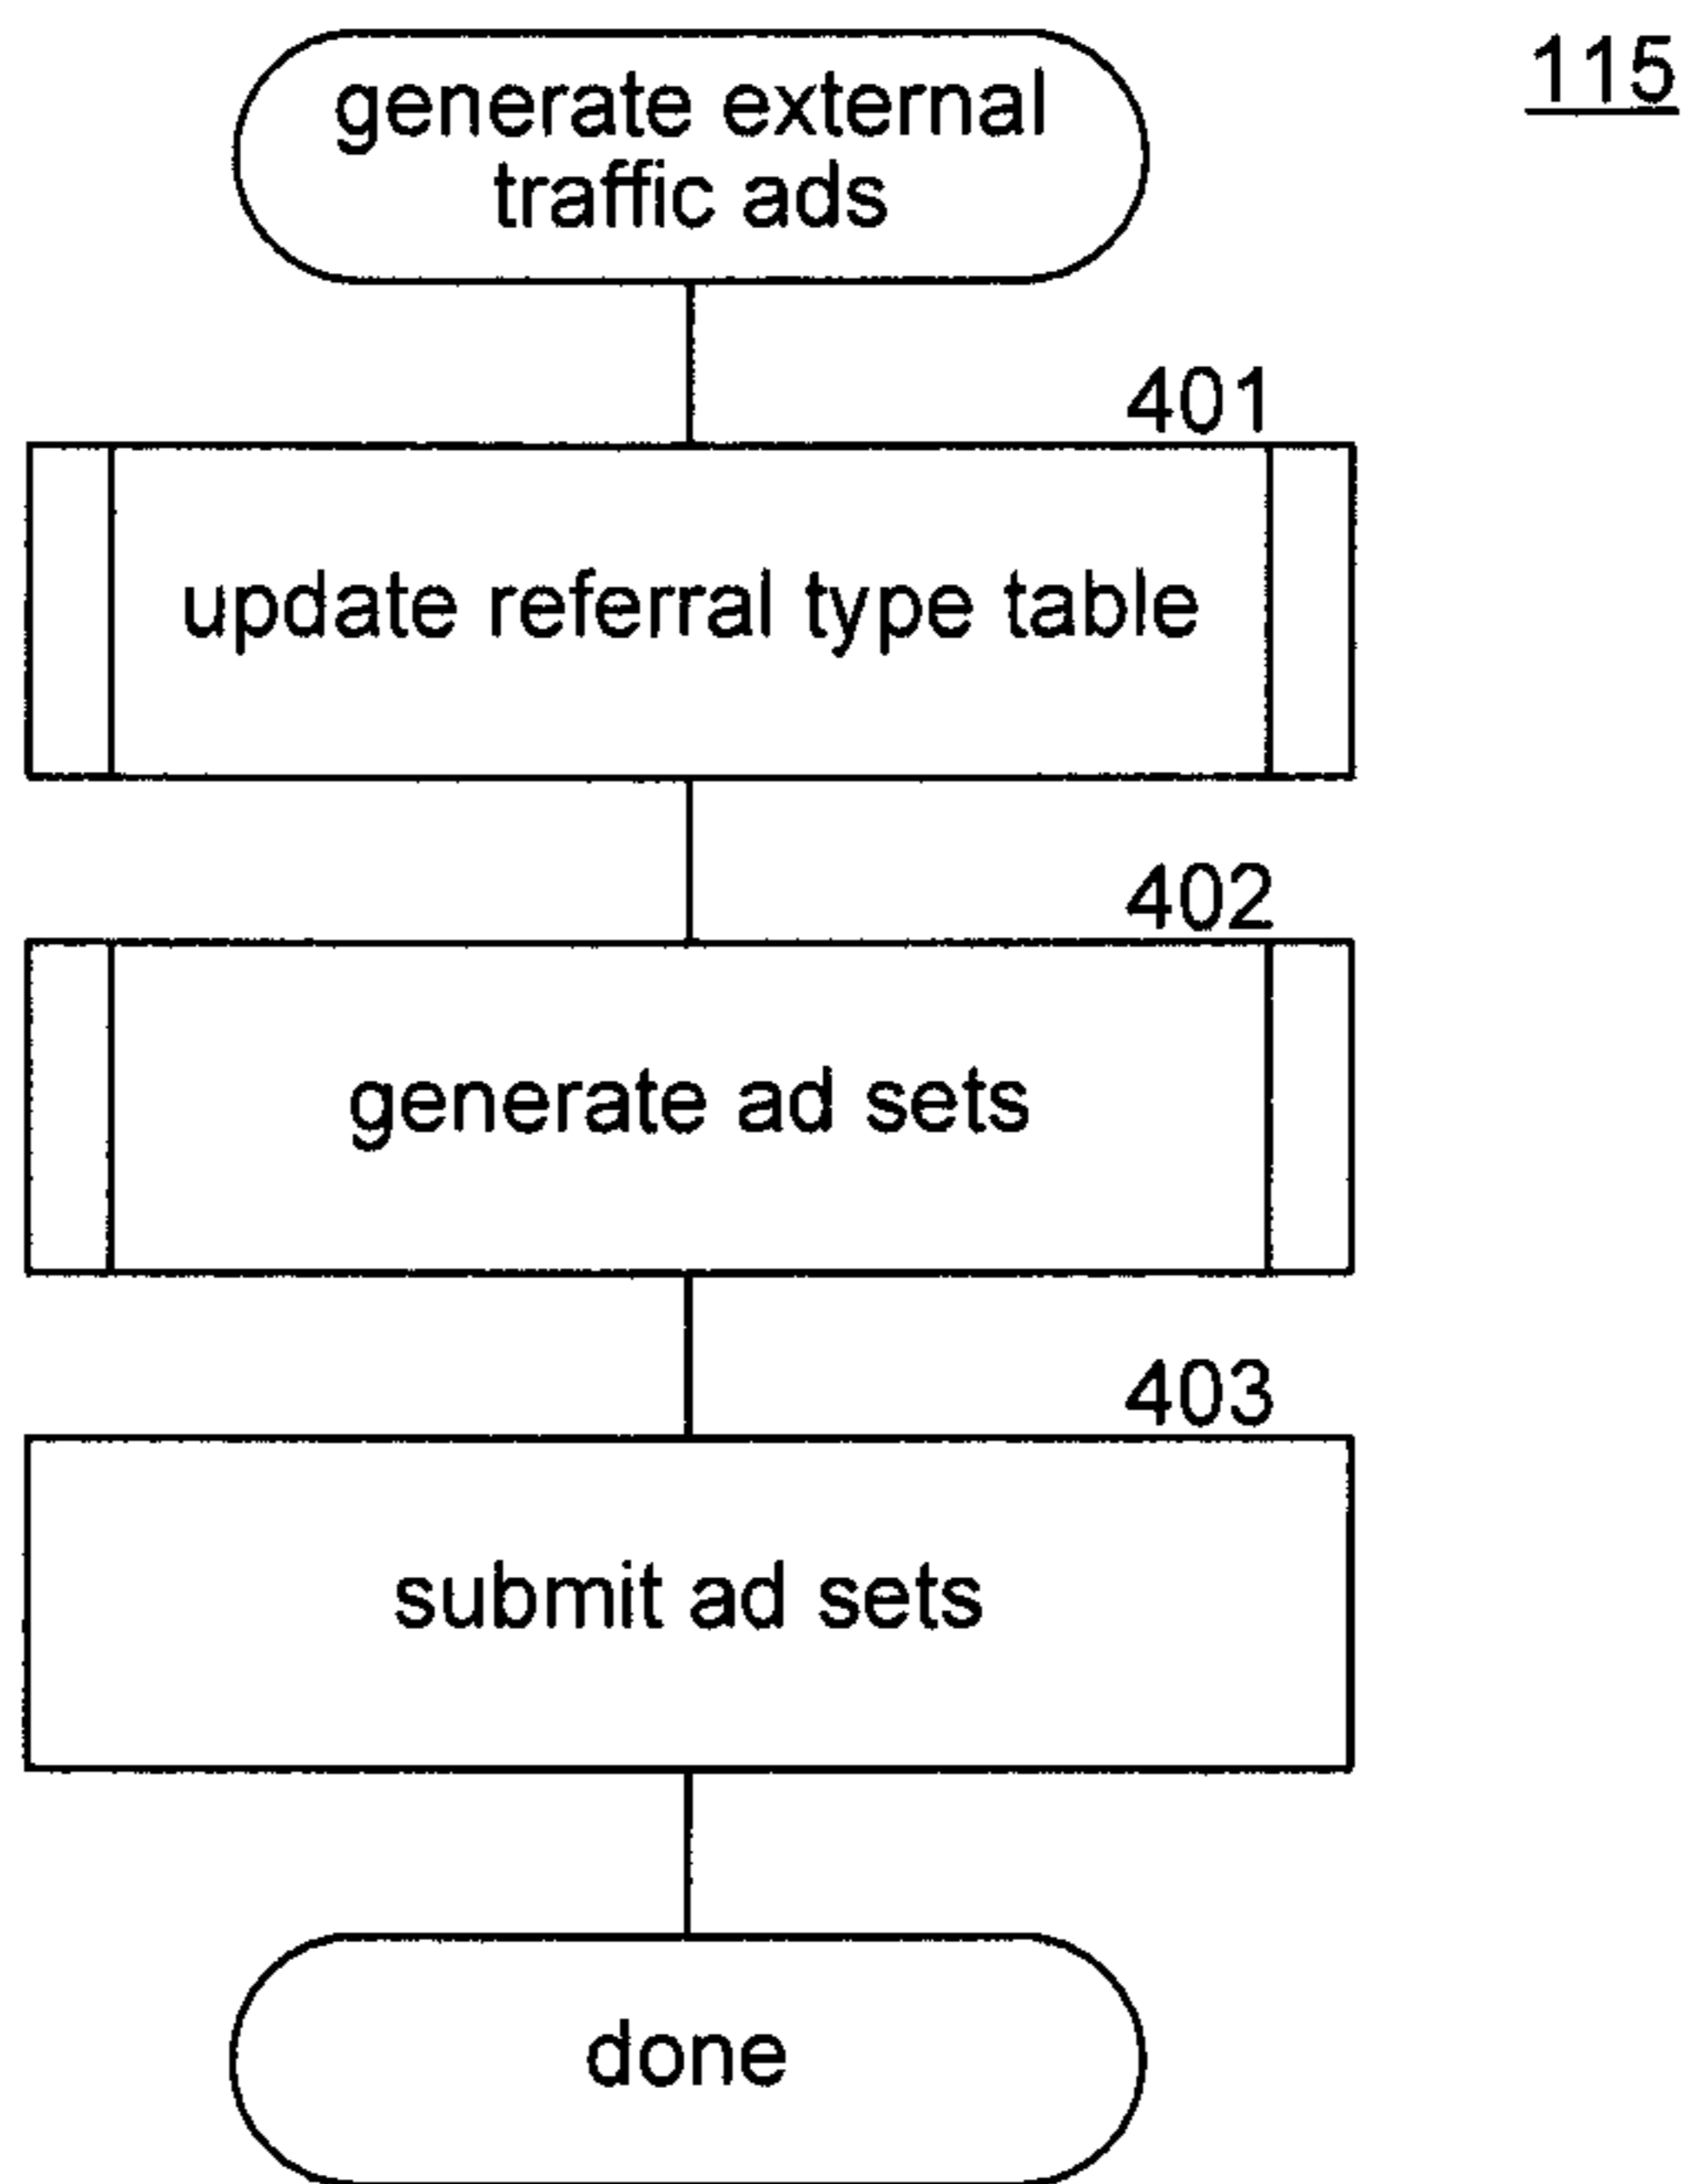 generate external
traffic ads
115
401
update referral type table
402
generate ad sets
403
submit ad sets
done